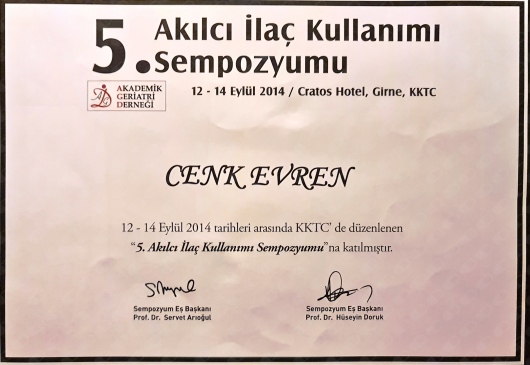 5. Akılcı İlaç Kullanımı
Sempozyumu
AKADEMİK
GERİATRİ
DERNEĞİ
12 - 14 Eylül 2014 / Cratos Hotel, Girne, KKTC
CENK EVREN
12 - 14 Eylül 2014 tarihleri arasında KKTC' de düzenlenen
“5. Akılcı İlaç Kullanımı Sempozyumu”na katılmıştır.
Sempozyum Eş Başkanı
Prof. Dr. Servet Arıoğul
Sempozyum Eş Başkanı
Prof. Dr. Hüseyin Doruk